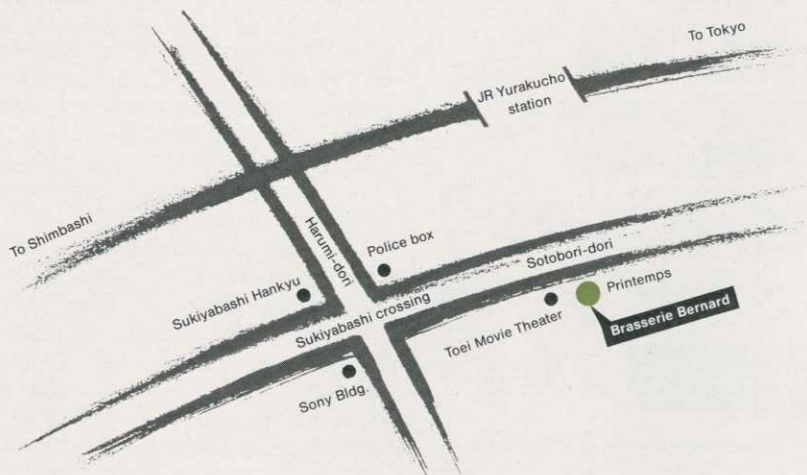 To Tokyo
JR Yurakucho
station
To Shimbashi
Harumi-dori
Police box
Sotobori-dori
Sukiyabashi Hankyu
Sukiyabashi crossing
Printemps
Toei Movie Theater
Brasserie Bernard
Sony Bldg.